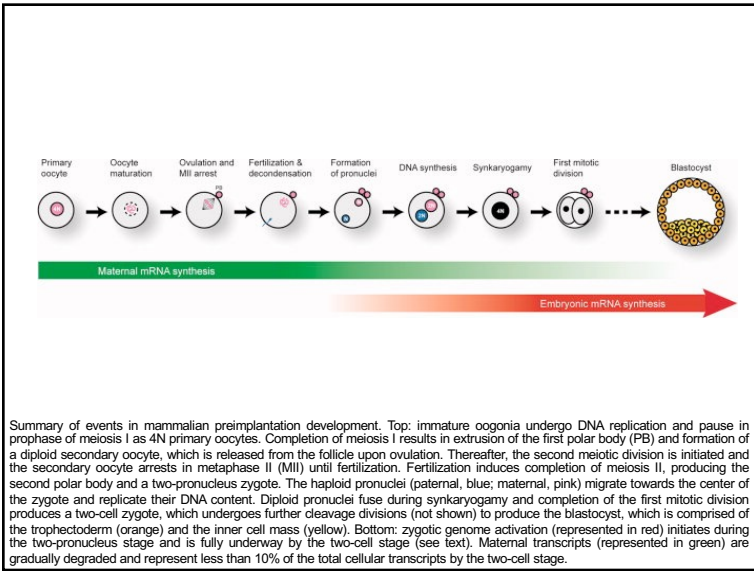 Primary oocyte
Oocyte maturation
Ovulation and MII arrest
Fertilization & decondensation
Formation of pronuclei
DNA synthesis
Synkaryogamy
First mitotic division
Blastocyst
PB
4N
N
2N
2N
4N
Maternal mRNA synthesis
Embryonic mRNA synthesis
Summary of events in mammalian preimplantation development. Top: immature oogonia undergo DNA replication and pause in
prophase of meiosis I as 4N primary oocytes. Completion of meiosis I results in extrusion of the first polar body (PB) and formation of
a diploid secondary oocyte, which is released from the follicle upon ovulation. Thereafter, the second meiotic division is initiated and
the secondary oocyte arrests in metaphase II (MII) until fertilization. Fertilization induces completion of meiosis II, producing the
second polar body and a two-pronucleus zygote. The haploid pronuclei (paternal, blue; maternal, pink) migrate towards the center of
the zygote and replicate their DNA content. Diploid pronuclei fuse during synkaryogamy and completion of the first mitotic division
produces a two-cell zygote, which undergoes further cleavage divisions (not shown) to produce the blastocyst, which is comprised of
the trophectoderm (orange) and the inner cell mass (yellow). Bottom: zygotic genome activation (represented in red) initiates during
the two-pronucleus stage and is fully underway by the two-cell stage (see text). Maternal transcripts (represented in green) are
gradually degraded and represent less than 10% of the total cellular transcripts by the two-cell stage.